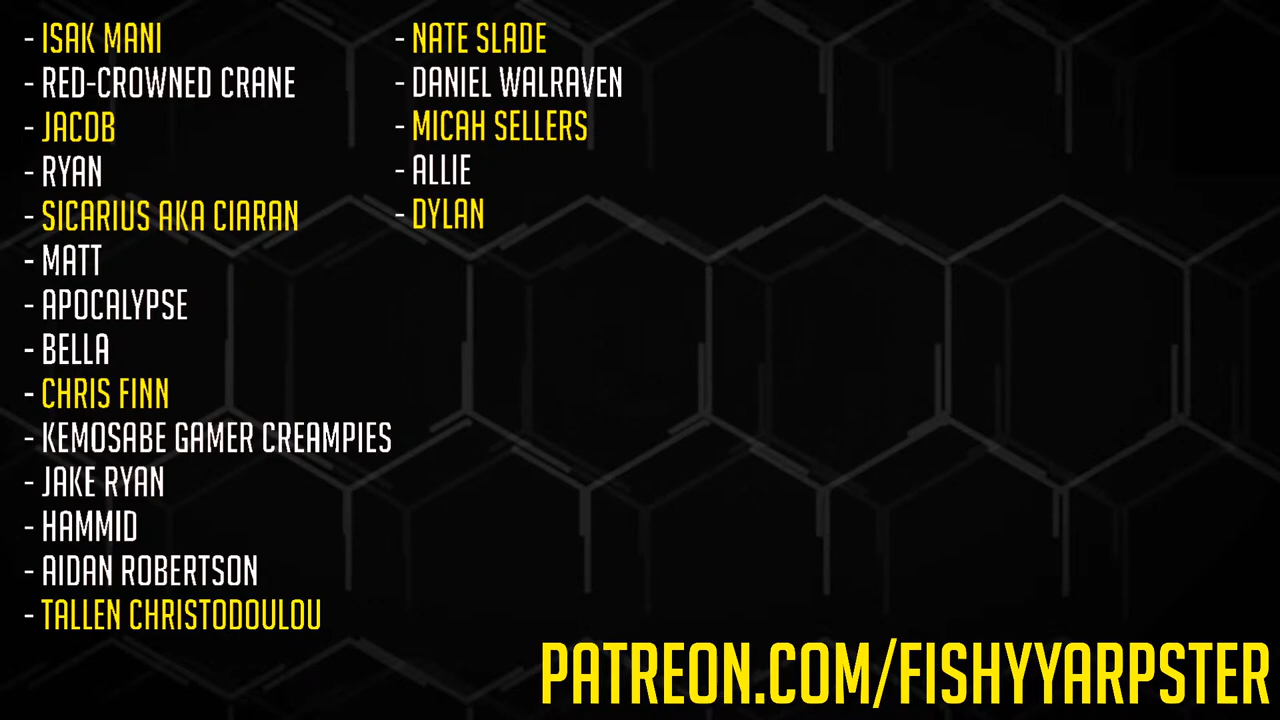 - ISAK MANI
- RED-CROWNED CRANE
- JACOB
- RYAN
- SICARIUS AKA CIARAN
- MATT
- APOCALYPSE
- BELLA
- CHRIS FINN
- KEMOSABE GAMER CREAMPIES
- JAKE RYAN
- HAMMID
- AIDAN ROBERTSON
- TALLEN CHRISTODOULOU
- NATE SLADE
- DANIEL WALRAVEN
- MICAH SELLERS
- ALLIE
- DYLAN
PATREON.COM/FISHYYARPSTER